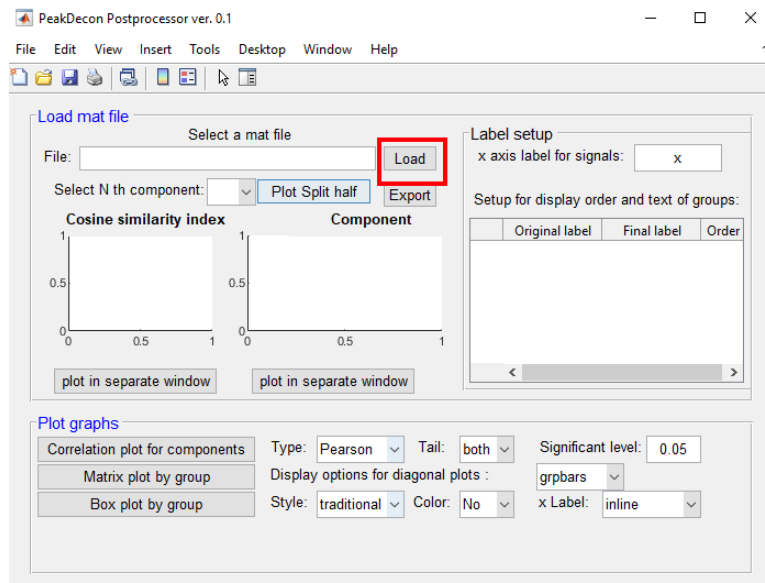 PeakDecon Postprocessor ver. 0.1
File Edit View Insert Tools Desktop Window Help
Load mat file
Select a mat file
File: Load
Select N th component: Plot Split half Export
Cosine similarity index Component
1 1
0.5 0.5
0 0
0 0.5 1 0 0.5 1
plot in separate window plot in separate window
Label setup
x axis label for signals: x
Setup for display order and text of groups:
Original label Final label Order
Plot graphs
Correlation plot for components Type: Pearson Tail: both Significant level: 0.05
Matrix plot by group Display options for diagonal plots : grpbars
Box plot by group Style: traditional Color: No x Label: inline